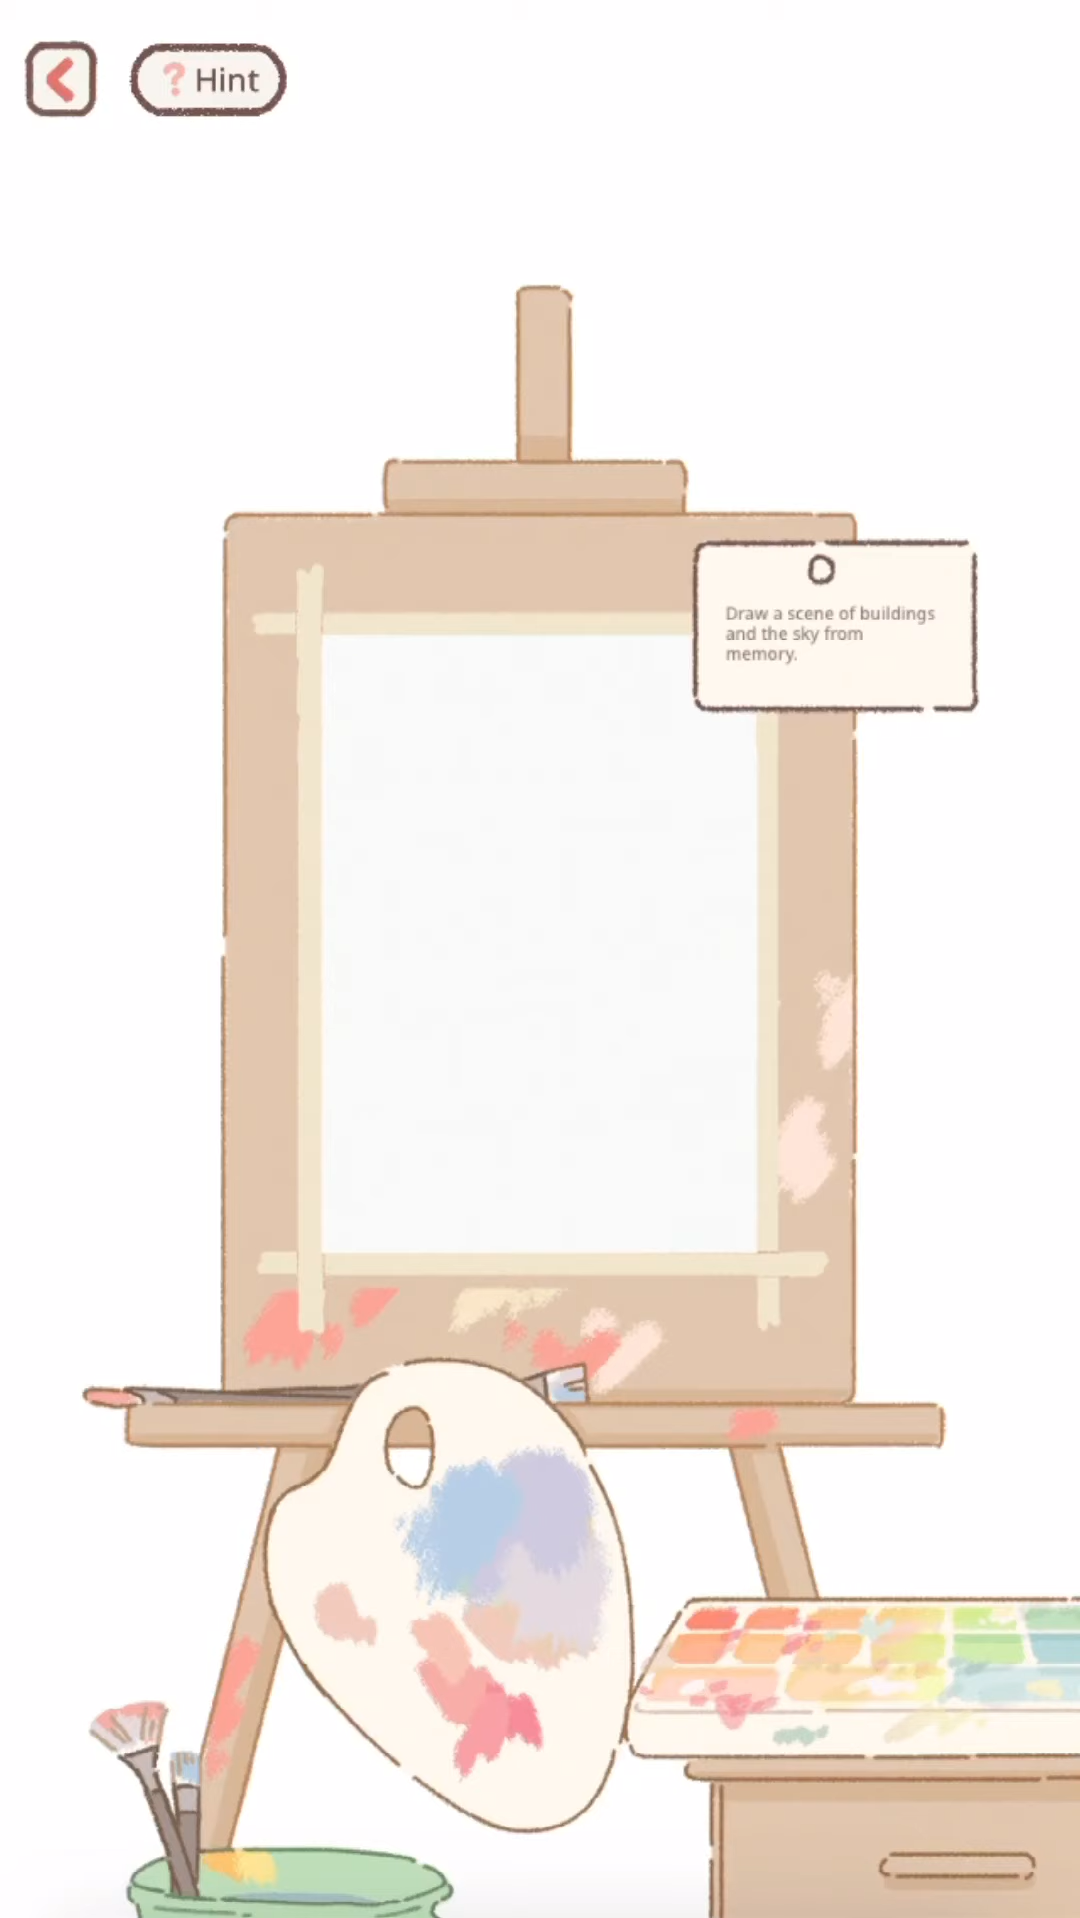 ? Hint
Draw a scene of buildings
and the sky from
memory.